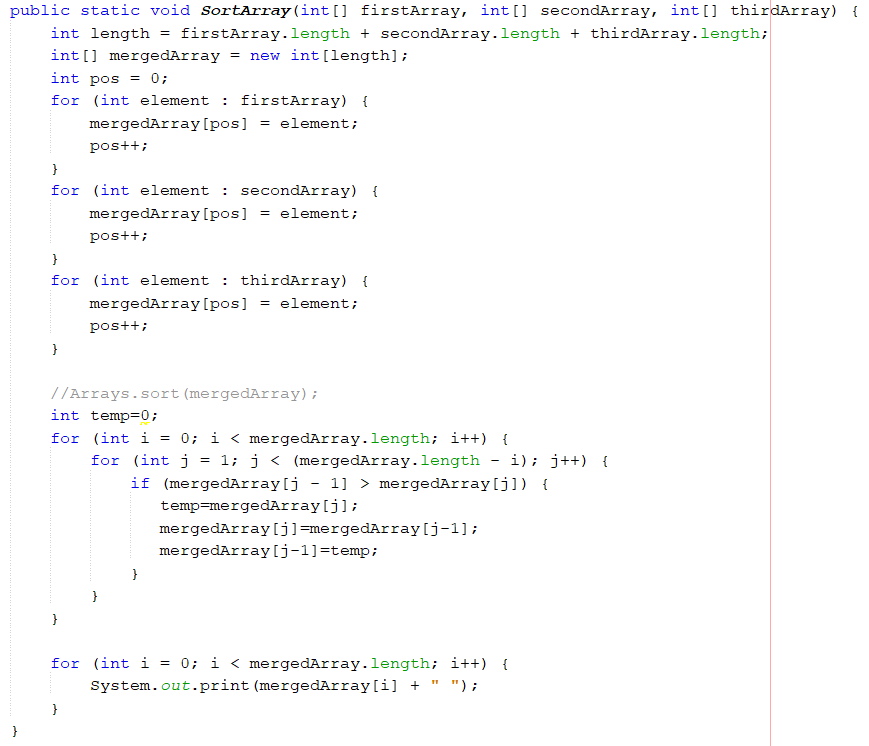 public static void SortArray(int[] firstArray, int[] secondArray, int[] thirdArray) {
    int length = firstArray.length + secondArray.length + thirdArray.length;
    int[] mergedArray = new int[length];
    int pos = 0;
    for (int element : firstArray) {
        mergedArray[pos] = element;
        pos++;
    }
    for (int element : secondArray) {
        mergedArray[pos] = element;
        pos++;
    }
    for (int element : thirdArray) {
        mergedArray[pos] = element;
        pos++;
    }

    //Arrays.sort(mergedArray);
    int temp=0;
    for (int i = 0; i < mergedArray.length; i++) {
        for (int j = 1; j < (mergedArray.length - i); j++) {
            if (mergedArray[j - 1] > mergedArray[j]) {
               temp=mergedArray[j];
               mergedArray[j]=mergedArray[j-1];
               mergedArray[j-1]=temp;
            }
        }
    }

    for (int i = 0; i < mergedArray.length; i++) {
        System.out.print(mergedArray[i] + " ");
    }
}